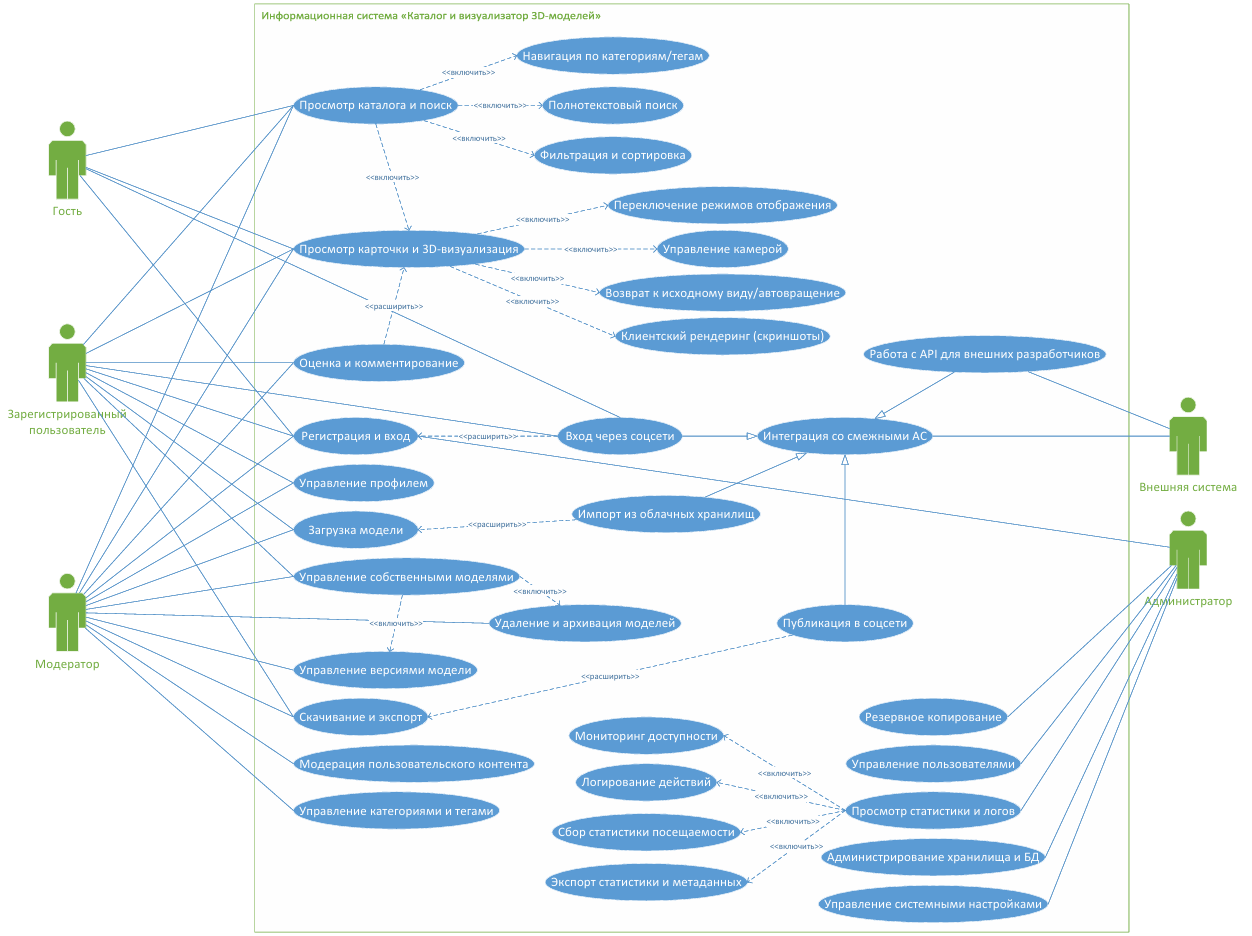 Информационная система «Каталог и визуализатор 3D-моделей»
Навигация по категориям/тегам
<<включить>>
Просмотр каталога и поиск
<<включить>>
Полнотекстовый поиск
<<включить>>
Фильтрация и сортировка
<<включить>>
Гость
Переключение режимов отображения
<<включить>>
Просмотр карточки и 3D-визуализация
<<включить>>
Управление камерой
<<включить>>
Возврат к исходному виду/автовращение
<<включить>>
<<расширить>>
Клиентский рендеринг (скриншоты)
Работа с API для внешних разработчиков
Оценка и комментирование
Зарегистрированный
пользователь
Регистрация и вход
<<расширить>>
Вход через соцсети
Интеграция со смежными АС
Внешняя система
Управление профилем
Импорт из облачных хранилищ
<<расширить>>
Загрузка модели
Управление собственными моделями
<<включить>>
Администратор
<<включить>>
Удаление и архивация моделей
Публикация в соцсети
Модератор
Управление версиями модели
<<расширить>>
Скачивание и экспорт
Резервное копирование
Мониторинг доступности
Модерация пользовательского контента
Управление пользователями
<<включить>>
Логирование действий
<<включить>>
Управление категориями и тегами
Просмотр статистики и логов
<<включить>>
Сбор статистики посещаемости
<<включить>>
Администрирование хранилища и БД
Экспорт статистики и метаданных
Управление системными настройками